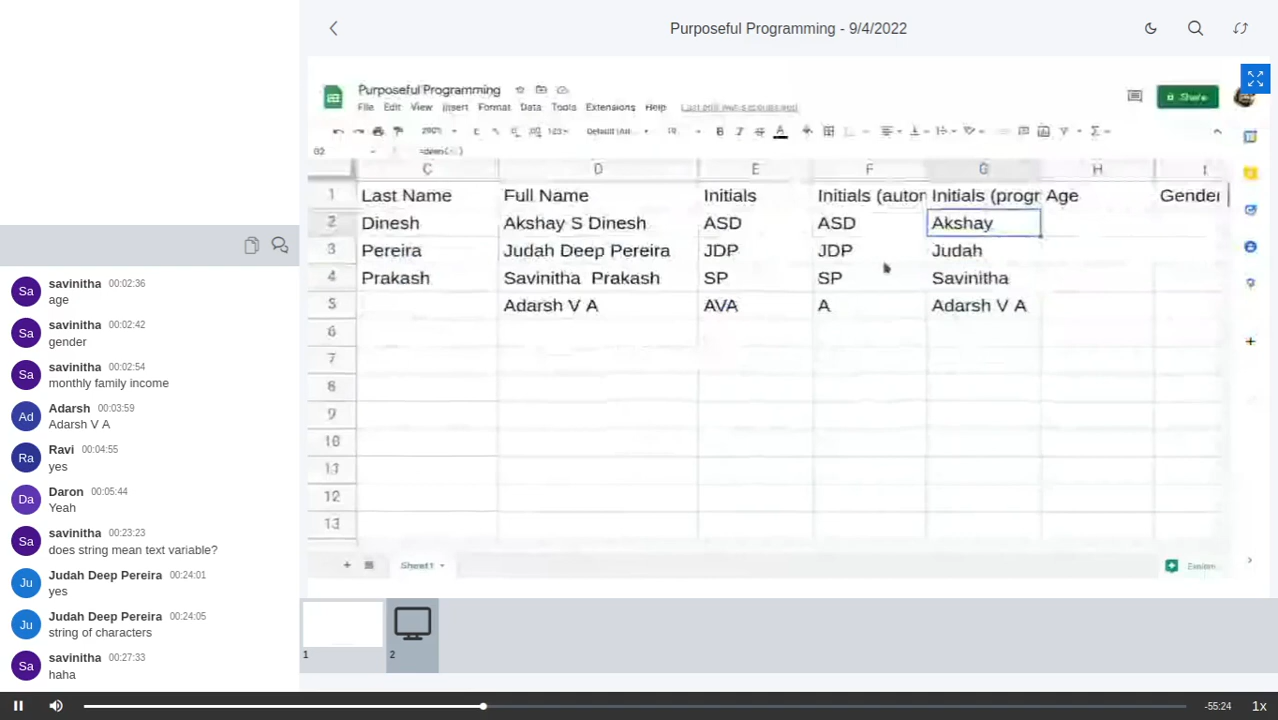 Purposeful Programming - 9/4/2022
savinitha 00:02:36
age
savinitha 00:02:42
gender
savinitha 00:02:54
monthly family income
Adarsh 00:03:59
Adarsh V A
Ravi 00:04:55
yes
Daron 00:05:44
Yeah
savinitha 00:23:23
does string mean text variable?
Judah Deep Pereira 00:24:01
yes
Judah Deep Pereira 00:24:05
string of characters
savinitha 00:27:33
haha
Sa
Sa
Sa
Ad
Ra
Da
Sa
Ju
Ju
Sa
Purposeful Programming
File Edit View Insert Format Data Tools Extensions Help
Share
200% 123 Default (Ari 10 B I S A
G2
C D E F G H I
1 Last Name Full Name Initials Initials (autor Initials (progr Age Gender
2 Dinesh Akshay S Dinesh ASD ASD Akshay
3 Pereira Judah Deep Pereira JDP JDP Judah
4 Prakash Savinitha Prakash SP SP Savinitha
5 Adarsh V A AVA A Adarsh V A
6
7
8
9
10
11
12
13
Sheet1
1
2
-55:24 1x